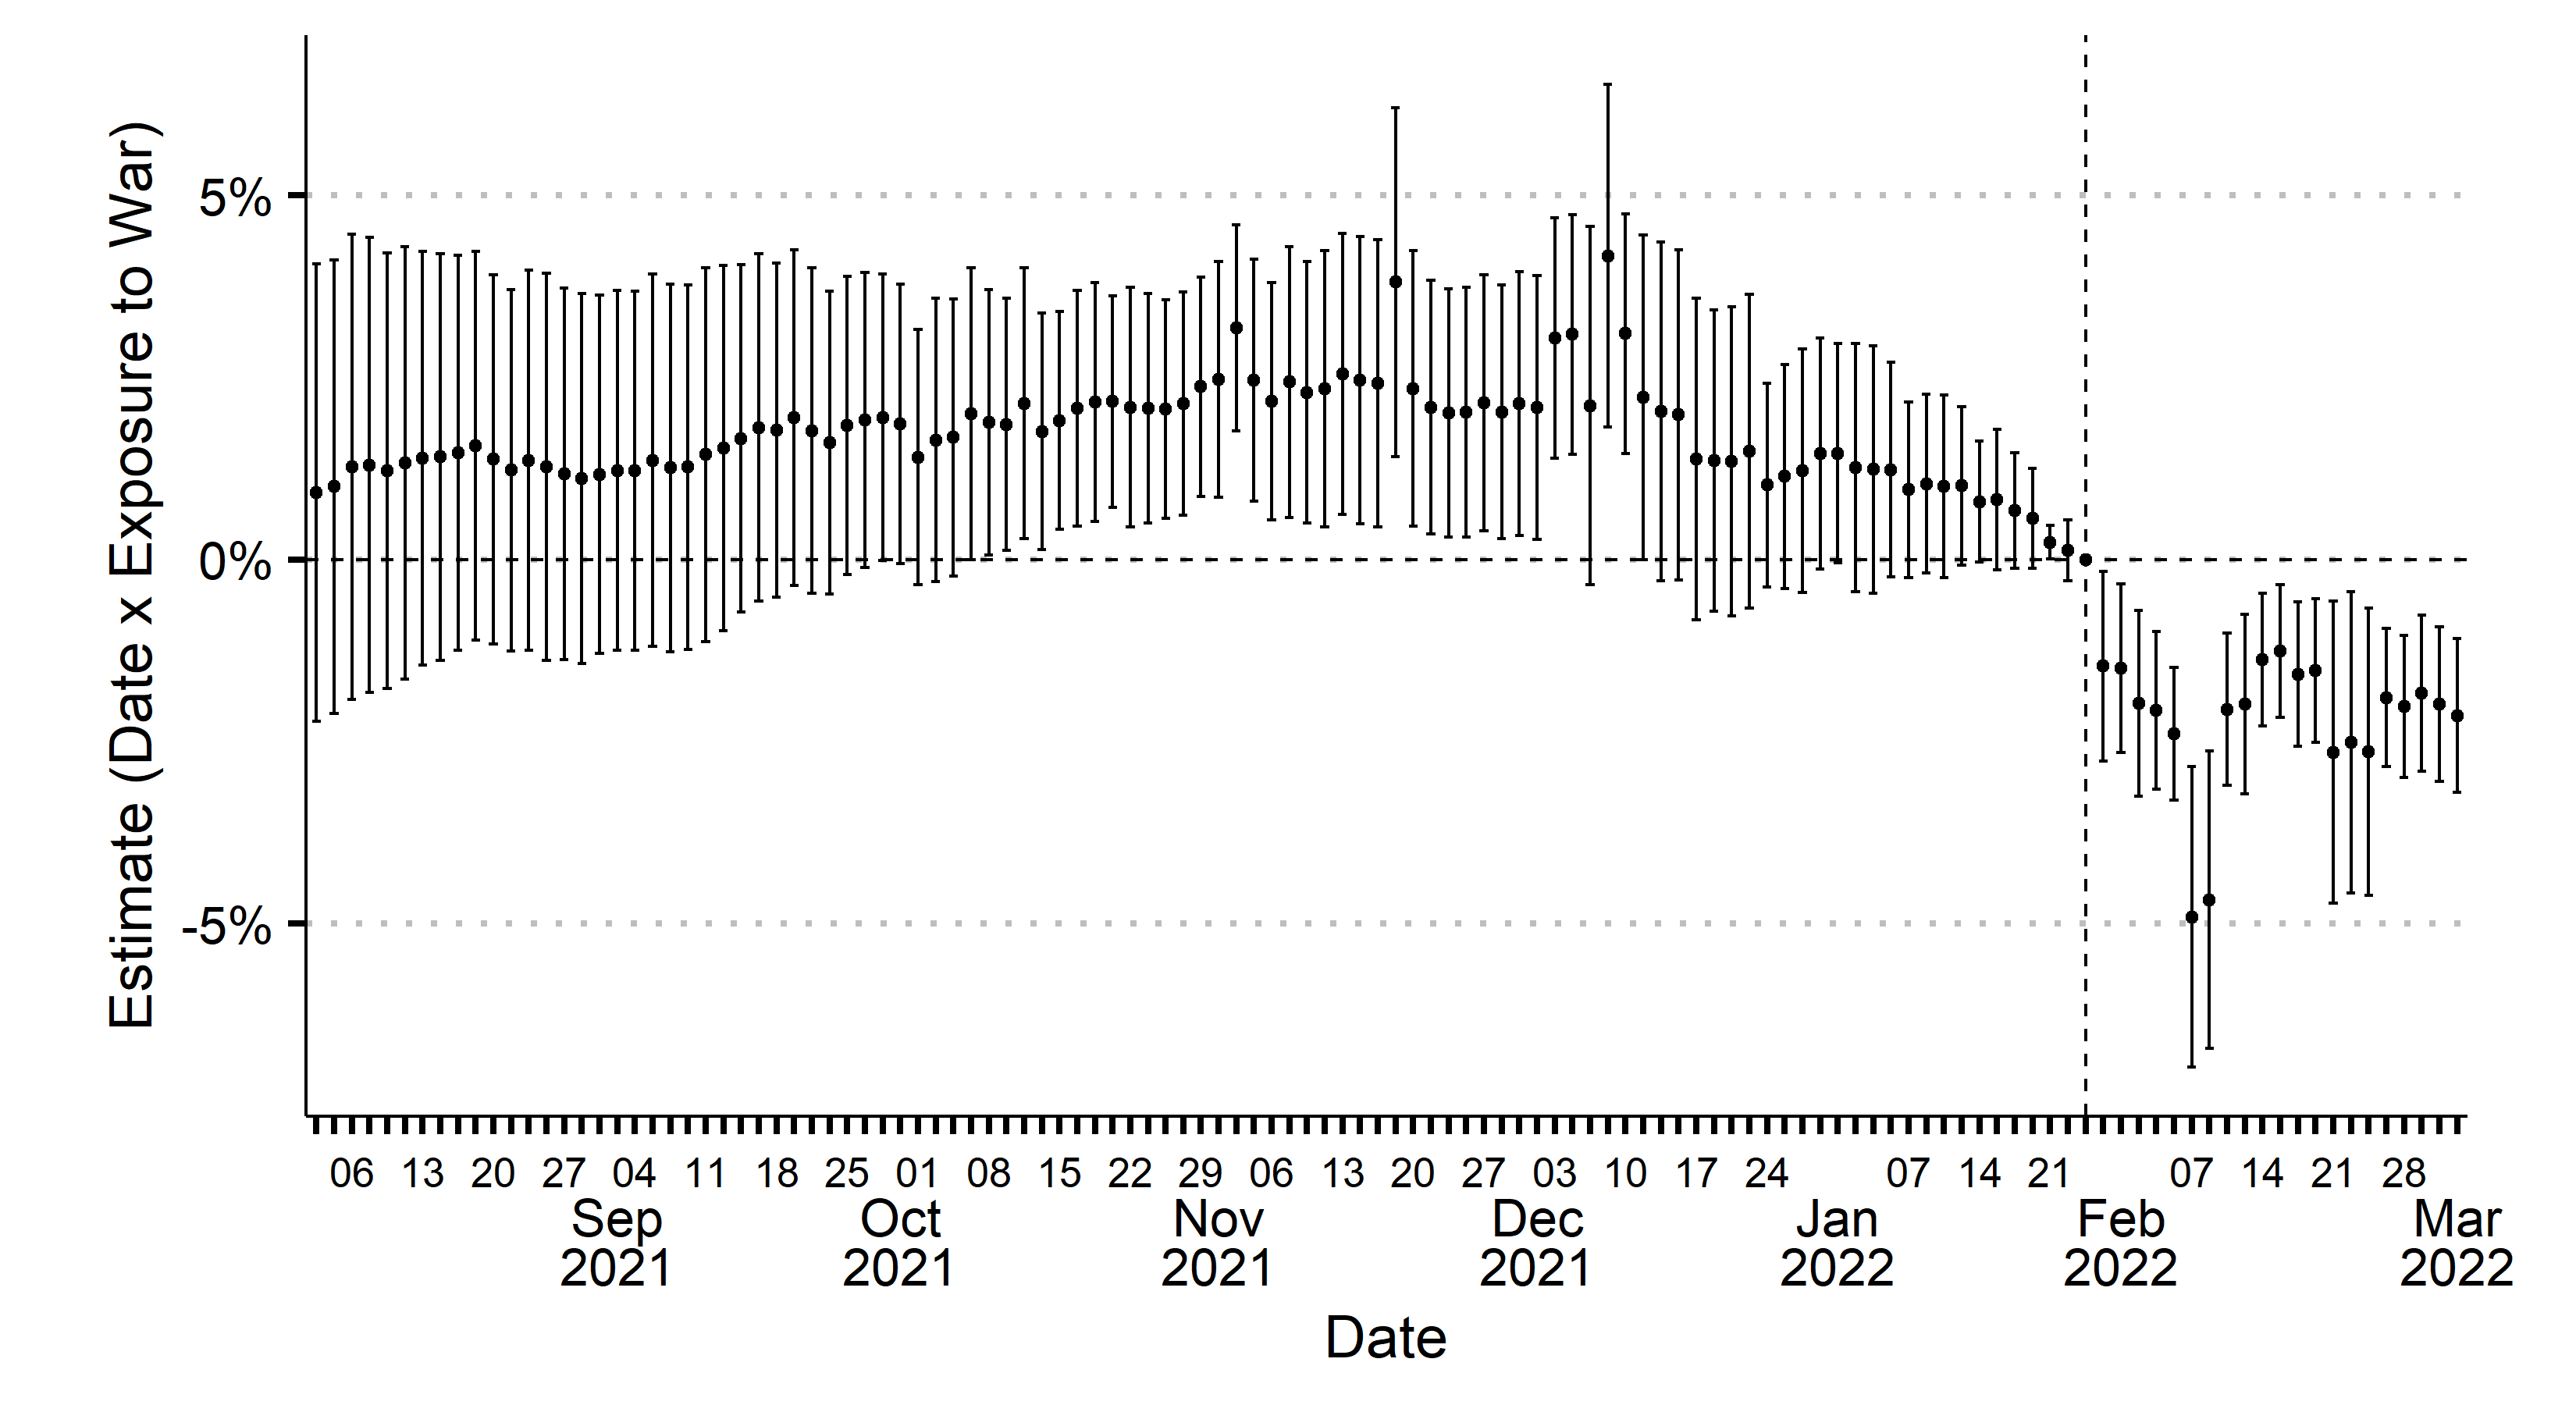 Estimate (Date x Exposure to War)
5%
0%
-5%
06 13 20 27 04 11 18 25 01 08 15 22 29 06 13 20 27 03 10 17 24 07 14 21 07 14 21 28
Sep Oct Nov Dec Jan Feb Mar
2021 2021 2021 2021 2022 2022 2022
Date